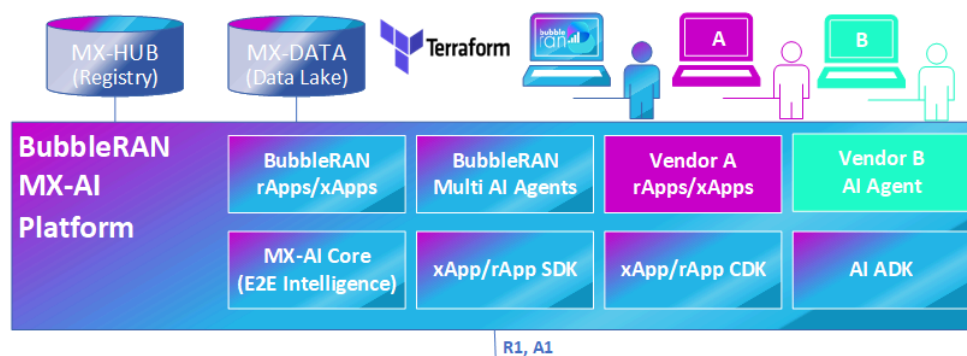 MX-HUB
(Registry)
MX-DATA
(Data Lake)
Terraform
bubble
ran
A
B
BubbleRAN
MX-AI
Platform
BubbleRAN
rApps/xApps
BubbleRAN
Multi AI Agents
Vendor A
rApps/xApps
Vendor B
AI Agent
MX-AI Core
(E2E Intelligence)
xApp/rApp SDK
xApp/rApp CDK
AI ADK
R1, A1